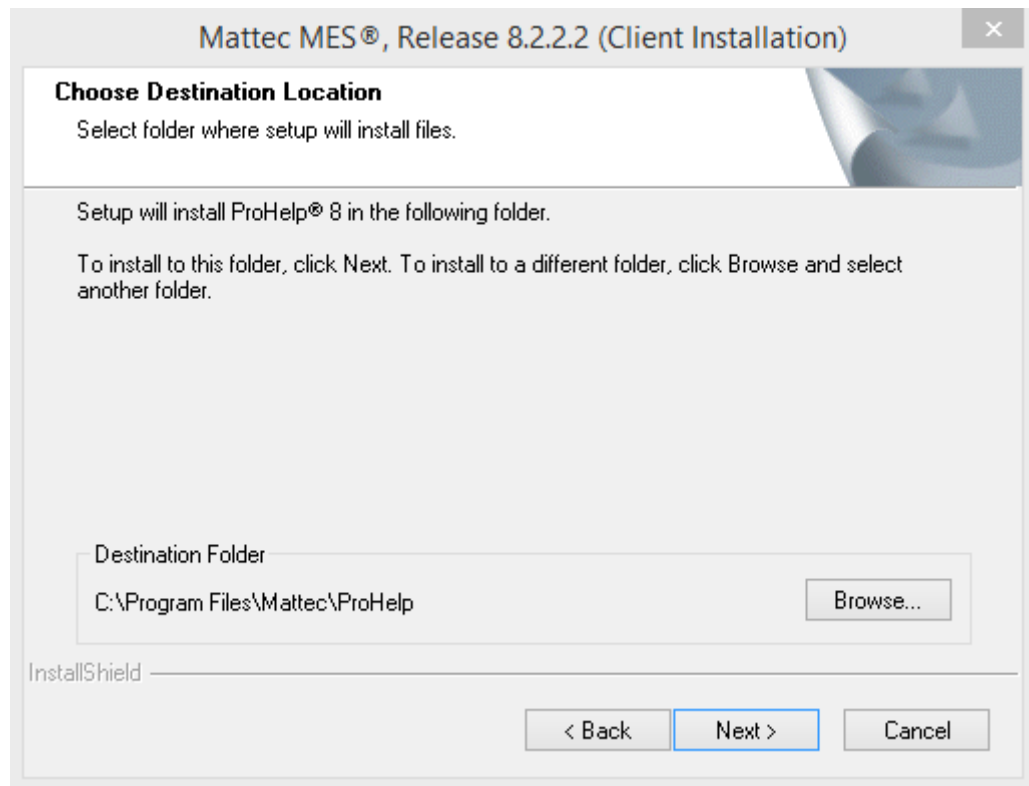 Mattec MES®, Release 8.2.2.2 (Client Installation)
Choose Destination Location
Select folder where setup will install files.
Setup will install ProHelp® 8 in the following folder.
To install to this folder, click Next. To install to a different folder, click Browse and select
another folder.
Destination Folder
C:\Program Files\Mattec\ProHelp
Browse...
InstallShield
< Back
Next >
Cancel